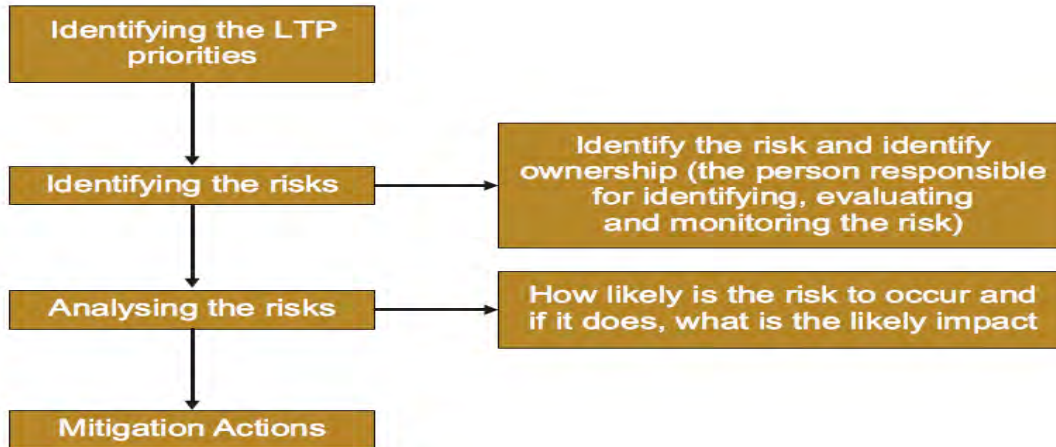 Identifying the LTP
priorities
Identifying the risks
Identify the risk and identify
ownership (the person responsible
for identifying, evaluating
and monitoring the risk)
Analysing the risks
How likely is the risk to occur and
if it does, what is the likely impact
Mitigation Actions